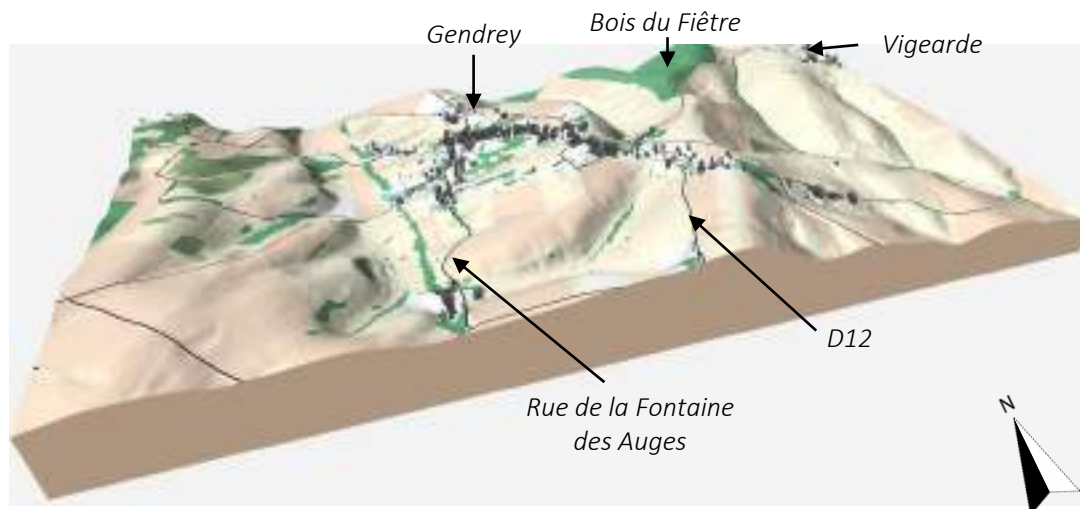 Bois du Fiêtre
Gendrey
Vigearde
D12
Rue de la Fontaine
des Auges
N